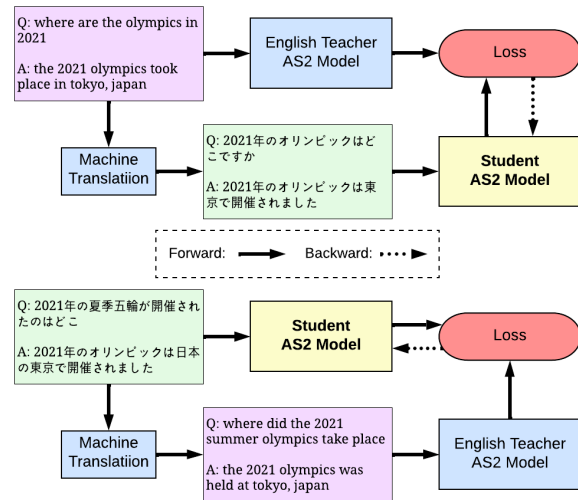 Q: where are the olympics in
2021
A: the 2021 olympics took
place in tokyo, japan
English Teacher
AS2 Model
Loss
Machine
Translatiion
Q: 2021年のオリンピックはど
こですか
A: 2021年のオリンピックは東
京で開催されました
Student
AS2 Model
Forward:
Backward:
Q: 2021年の夏季五輪が開催され
たのはどこ
A: 2021年のオリンピックは日本
の東京で開催されました
Student
AS2 Model
Loss
Machine
Translatiion
Q: where did the 2021
summer olympics take place
A: the 2021 olympics was
held at tokyo, japan
English Teacher
AS2 Model